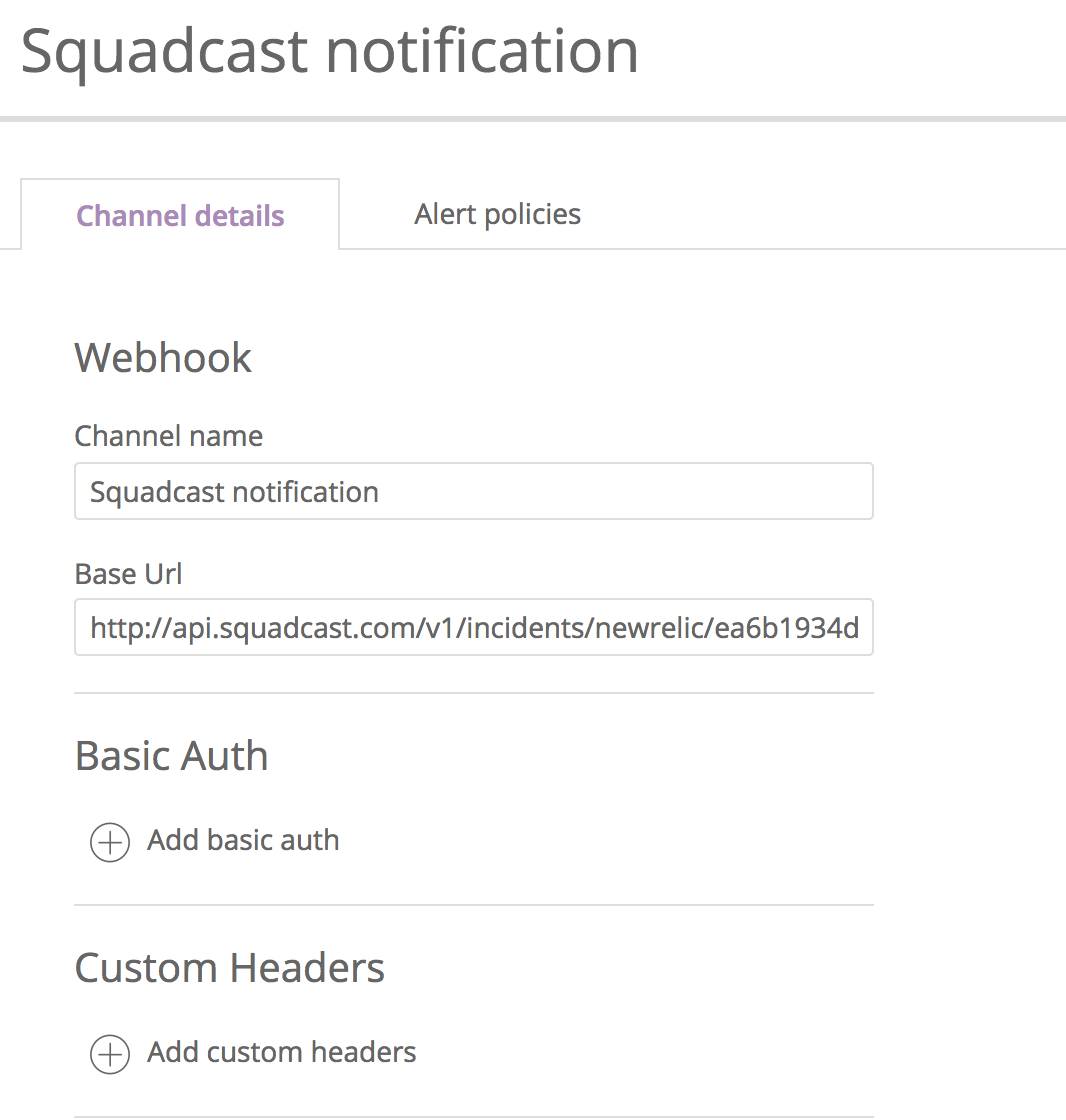 Squadcast notification
Channel details
Alert policies
Webhook
Channel name
Squadcast notification
Base Url
http://api.squadcast.com/v1/incidents/newrelic/ea6b1934d
Basic Auth
Add basic auth
Custom Headers
Add custom headers